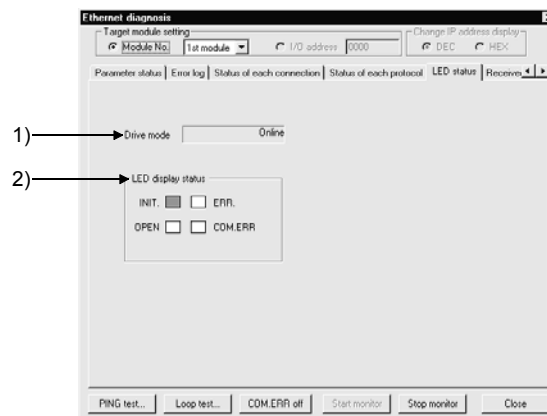 Ethernet diagnosis
Target module setting
Change IP address display
Module No. 1st module I/O address 0000 DEC HEX
Parameter status Error log Status of each connection Status of each protocol LED status Receive
1) Drive mode Online
2) LED display status
INIT. ERR.
OPEN COM.ERR
PING test... Loop test... COM.ERR off Start monitor Stop monitor Close